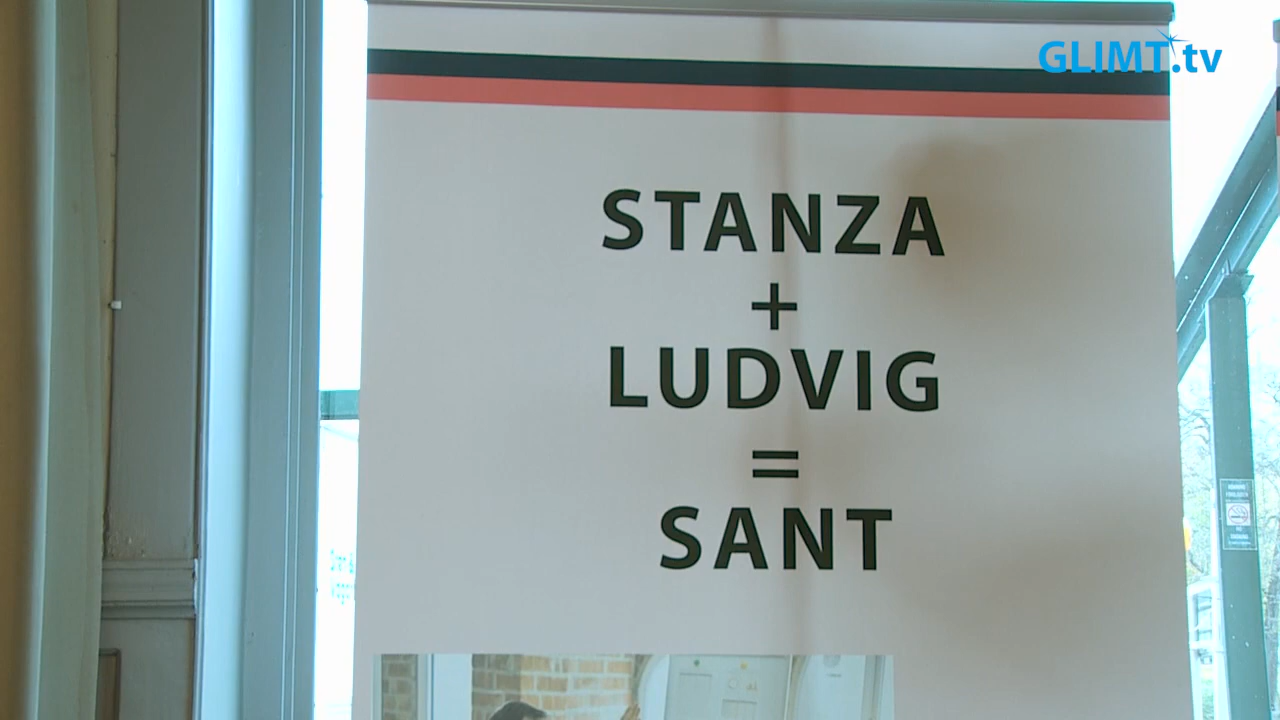 GLIMT.tv
STANZA
+
LUDVIG
=
SANT